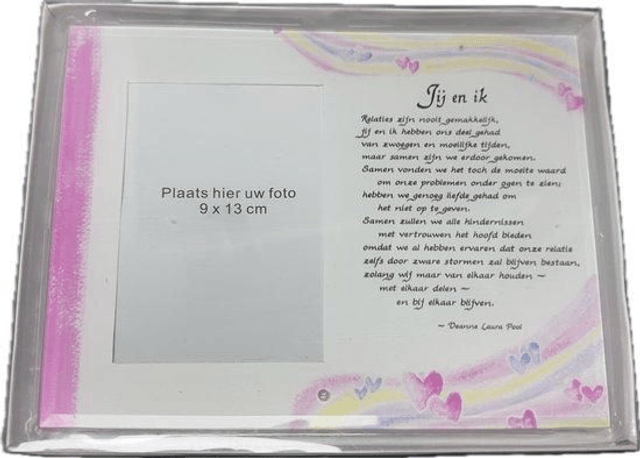 Plaats hier uw foto
9 x 13 cm
Jij en ik
Relaties zijn nooit gemakkelijk,
jij en ik hebben ons deel gehad
van zwoegen en moeilijke tijden,
maar samen zijn we erdoor gekomen.
Samen vonden we het toch de moeite waard
om onze problemen onder ogen te zien;
hebben we genoeg liefde gehad om
het niet op te geven.
Samen zullen we alle hindernissen
met vertrouwen het hoofd bieden
omdat we al hebben ervaren dat onze relatie
zelfs door zware stormen zal blijven bestaan,
zolang wij maar van elkaar houden ~
met elkaar delen ~
en bij elkaar blijven.
~ Deanne Laura Pool